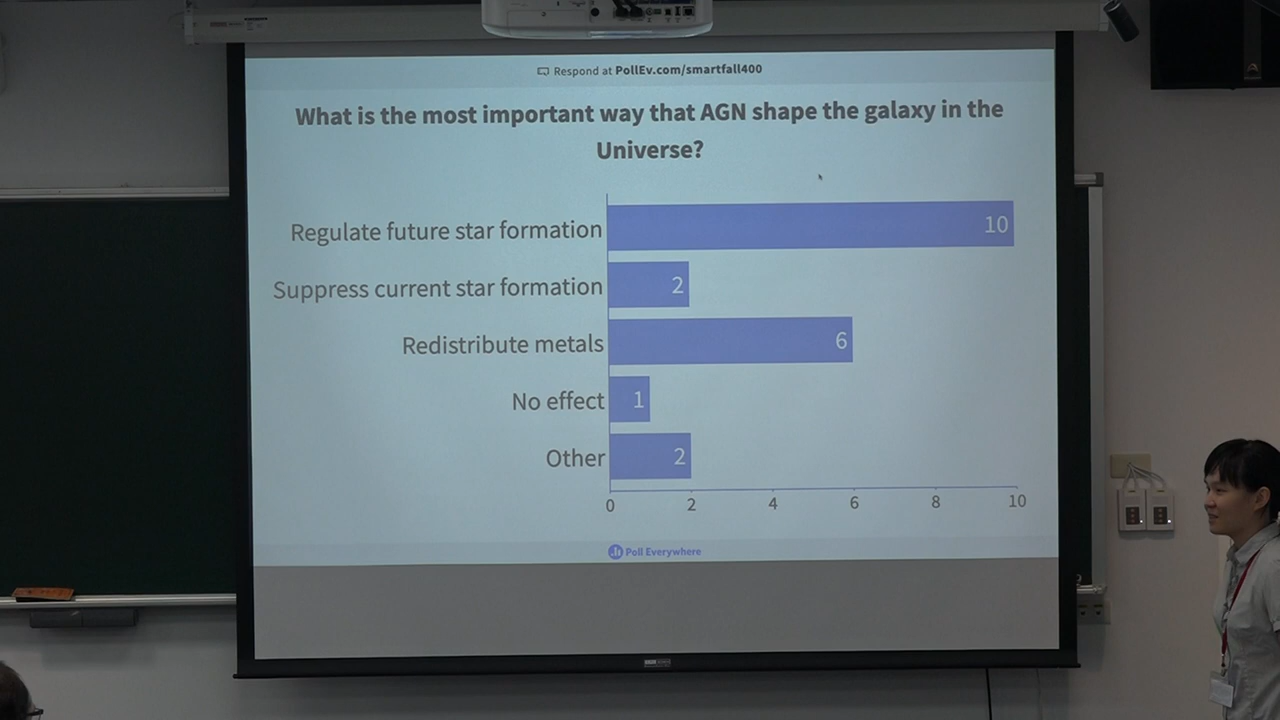 Respond at PollEv.com/smartfall400
What is the most important way that AGN shape the galaxy in the
Universe?
Regulate future star formation 10
Suppress current star formation 2
Redistribute metals 6
No effect 1
Other 2
0 2 4 6 8 10
Poll Everywhere